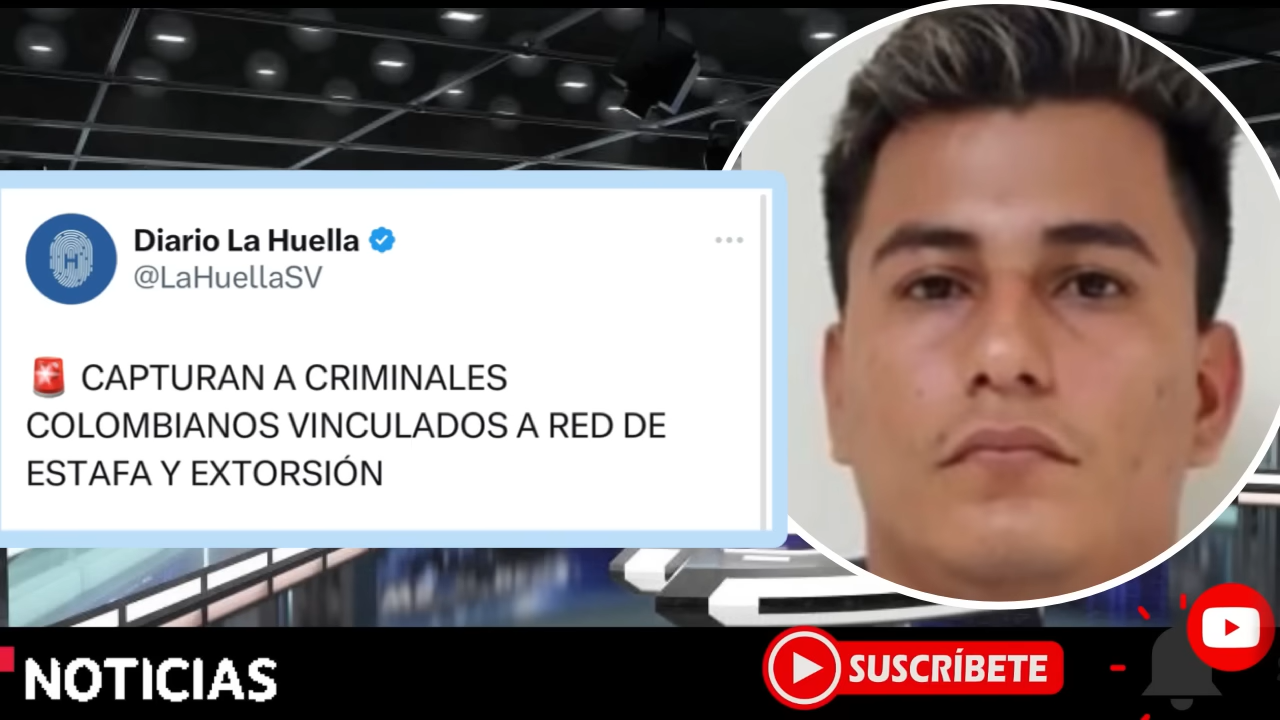 Diario La Huella
@LaHuellaSV
🚨 CAPTURAN A CRIMINALES
COLOMBIANOS VINCULADOS A RED DE
ESTAFA Y EXTORSIÓN
NOTICIAS
SUSCRÍBETE